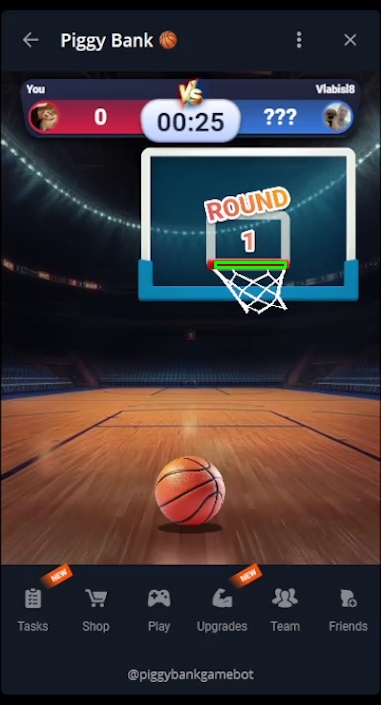 Piggy Bank 🏀
You
VS
Vlabisl8
0
00:25
???
ROUND
1
NEW
NEW
Tasks
Shop
Play
Upgrades
Team
Friends
@piggybankgamebot